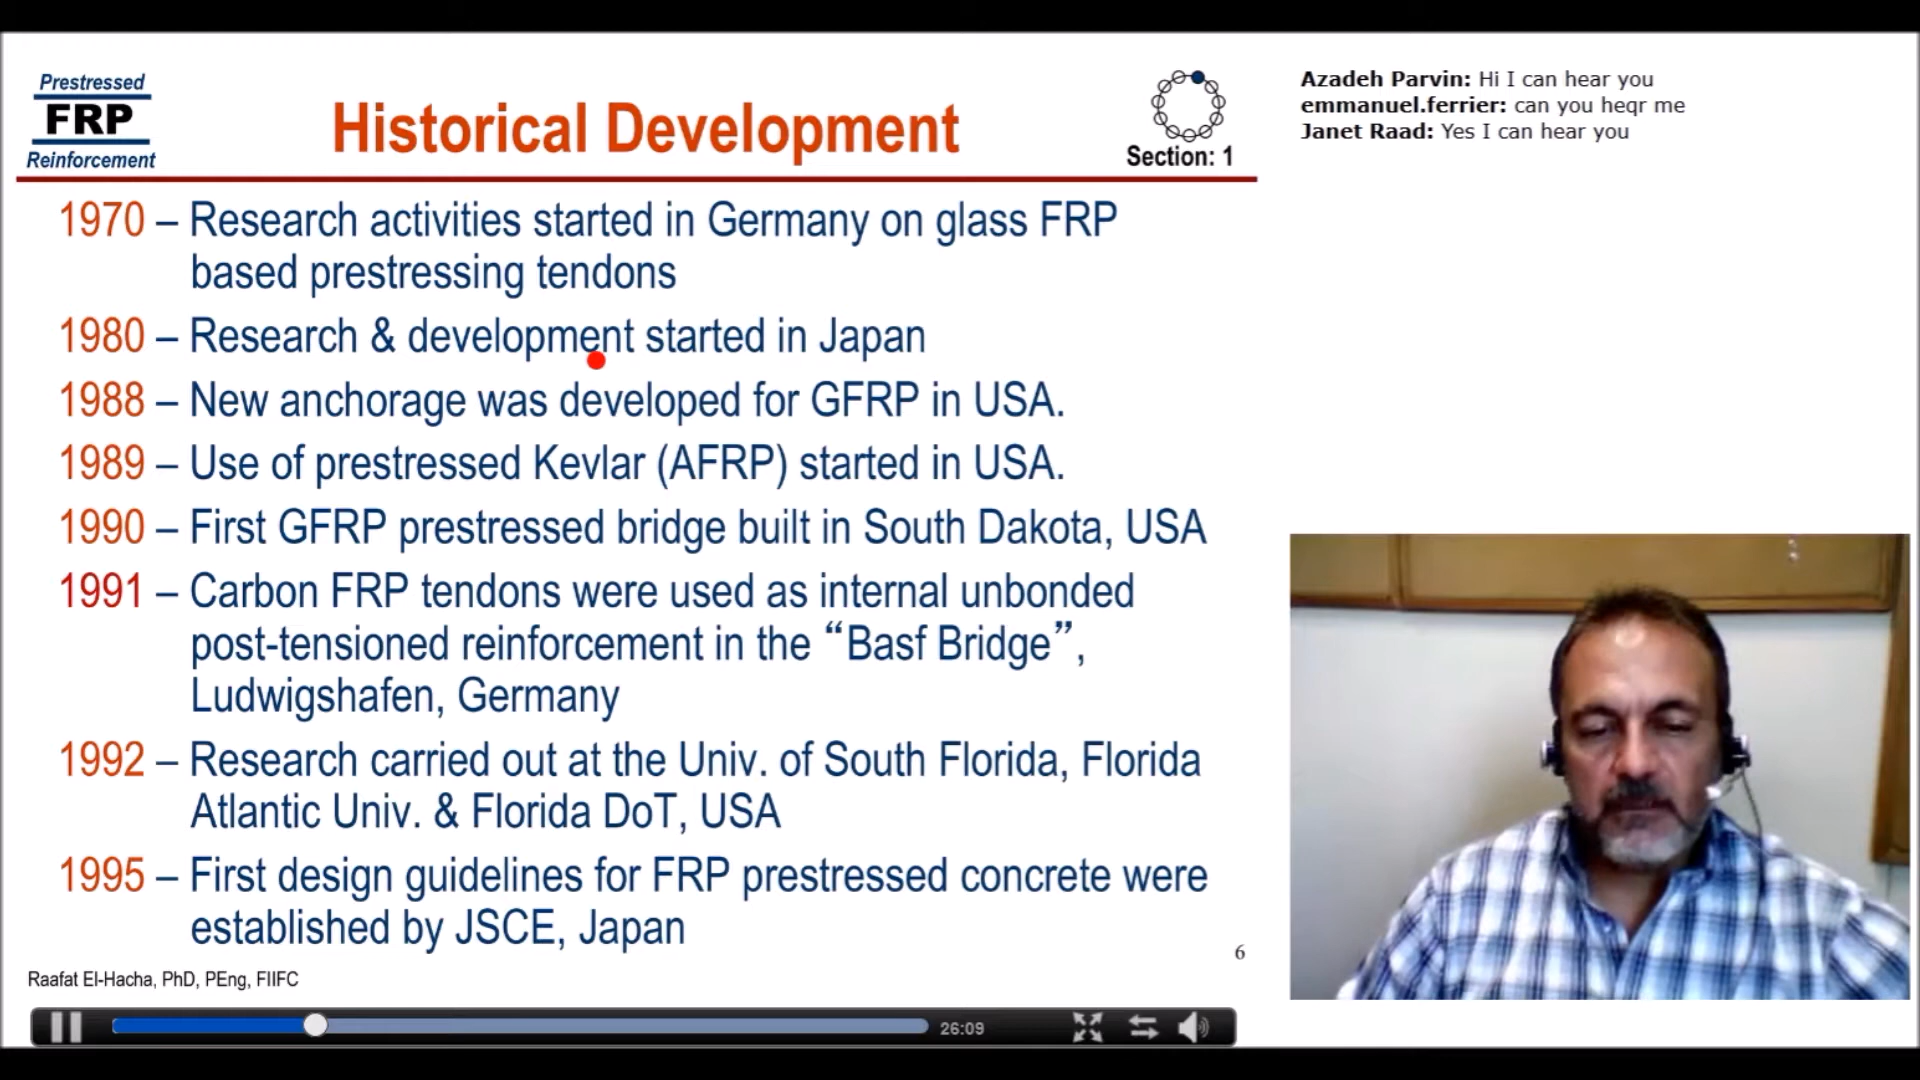 Prestressed
FRP
Reinforcement
Historical Development
Section: 1
1970 – Research activities started in Germany on glass FRP
based prestressing tendons
1980 – Research & development started in Japan
1988 – New anchorage was developed for GFRP in USA.
1989 – Use of prestressed Kevlar (AFRP) started in USA.
1990 – First GFRP prestressed bridge built in South Dakota, USA
1991 – Carbon FRP tendons were used as internal unbonded
post-tensioned reinforcement in the “Basf Bridge”,
Ludwigshafen, Germany
1992 – Research carried out at the Univ. of South Florida, Florida
Atlantic Univ. & Florida DoT, USA
1995 – First design guidelines for FRP prestressed concrete were
established by JSCE, Japan
6
Raafat El-Hacha, PhD, PEng, FIIFC
26:09
Azadeh Parvin: Hi I can hear you
emmanuel.ferrier: can you heqr me
Janet Raad: Yes I can hear you